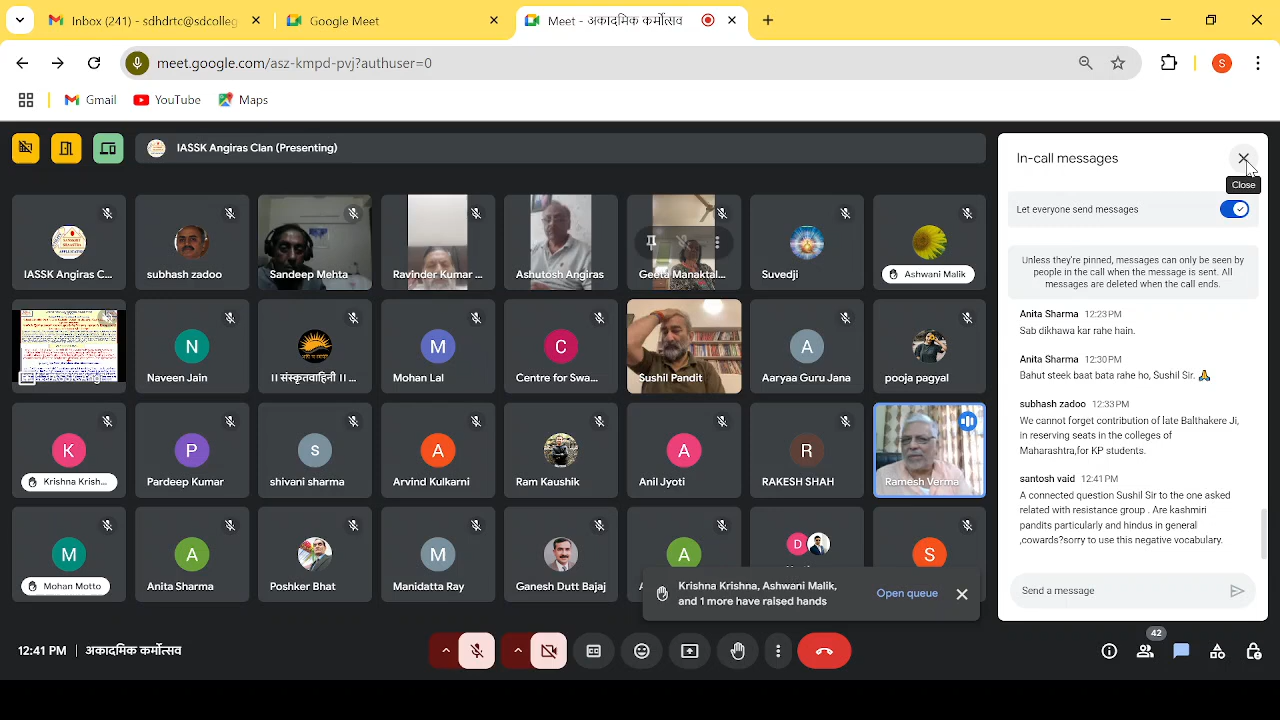 Inbox (241) - sdhdrtc@sdcolleg
Google Meet
Meet - अकादमिक कर्मोत्सव
meet.google.com/asz-kmpd-pvj?authuser=0
S
Gmail
YouTube
Maps
IASSK Angiras Clan (Presenting)
In-call messages
Close
Let everyone send messages
Unless they're pinned, messages can only be seen by
people in the call when the message is sent. All
messages are deleted when the call ends.
IASSK Angiras C...
subhash zadoo
Sandeep Mehta
Ravinder Kumar ...
Ashutosh Angiras
Geeta Manaktal...
Suvedji
Ashwani Malik
N
Naveen Jain
।। संस्कृतवाहिनी ।। ...
M
Mohan Lal
C
Centre for Swa...
Sushil Pandit
A
Aaryaa Guru Jana
pooja pagyal
K
Krishna Krish...
P
Pardeep Kumar
s
shivani sharma
A
Arvind Kulkarni
Ram Kaushik
A
Anil Jyoti
R
RAKESH SHAH
Ramesh Verma
M
Mohan Motto
A
Anita Sharma
Poshker Bhat
M
Manidatta Ray
Ganesh Dutt Bajaj
A
D
S
Anita Sharma 12:23 PM
Sab dikhawa kar rahe hain.
Anita Sharma 12:30 PM
Bahut steek baat bata rahe ho, Sushil Sir. 🙏
subhash zadoo 12:33 PM
We cannot forget contribution of late Balthakere Ji,
in reserving seats in the colleges of
Maharashtra,for KP students.
santosh vaid 12:41 PM
A connected question Sushil Sir to the one asked
related with resistance group . Are kashmiri
pandits particularly and hindus in general
,cowards?sorry to use this negative vocabulary.
Send a message
Krishna Krishna, Ashwani Malik,
and 1 more have raised hands
Open queue
12:41 PM | अकादमिक कर्मोत्सव
42